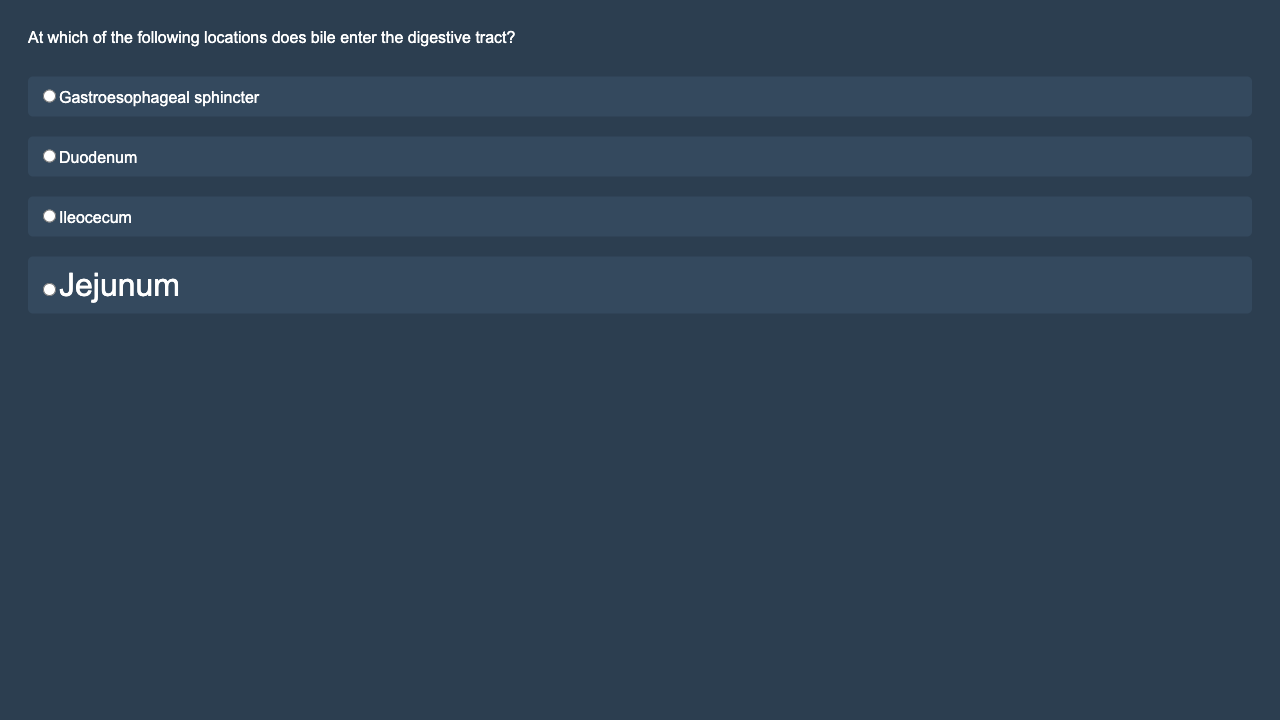 At which of the following locations does bile enter the digestive tract?
Gastroesophageal sphincter
Duodenum
Ileocecum
Jejunum